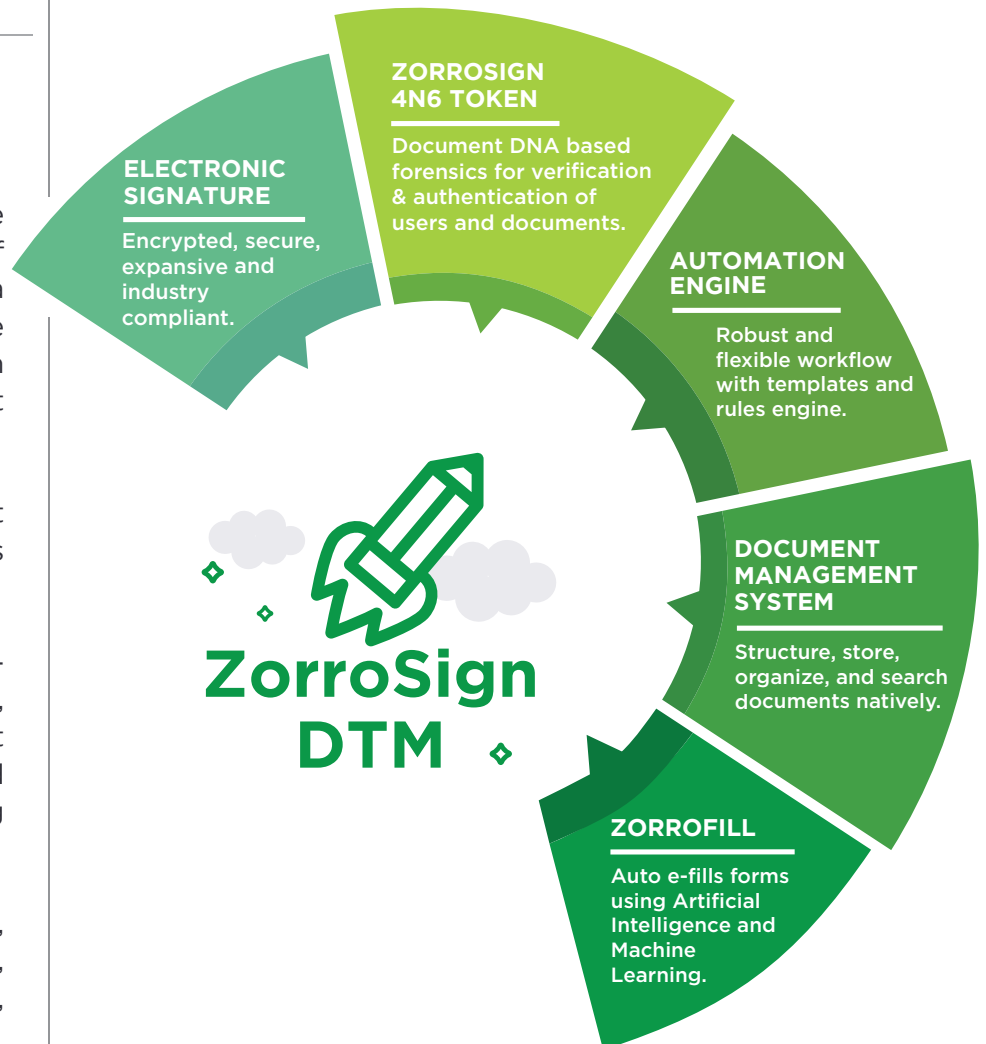 ELECTRONIC
SIGNATURE
Encrypted, secure,
expansive and
industry
compliant.
ZORROSIGN
4N6 TOKEN
Document DNA based
forensics for verification
& authentication of
users and documents.
AUTOMATION
ENGINE
Robust and
flexible workflow
with templates and
rules engine.
DOCUMENT
MANAGEMENT
SYSTEM
Structure, store,
organize, and search
documents natively.
ZORROFILL
Auto e-fills forms
using Artificial
Intelligence and
Machine
Learning.
ZorroSign
DTM